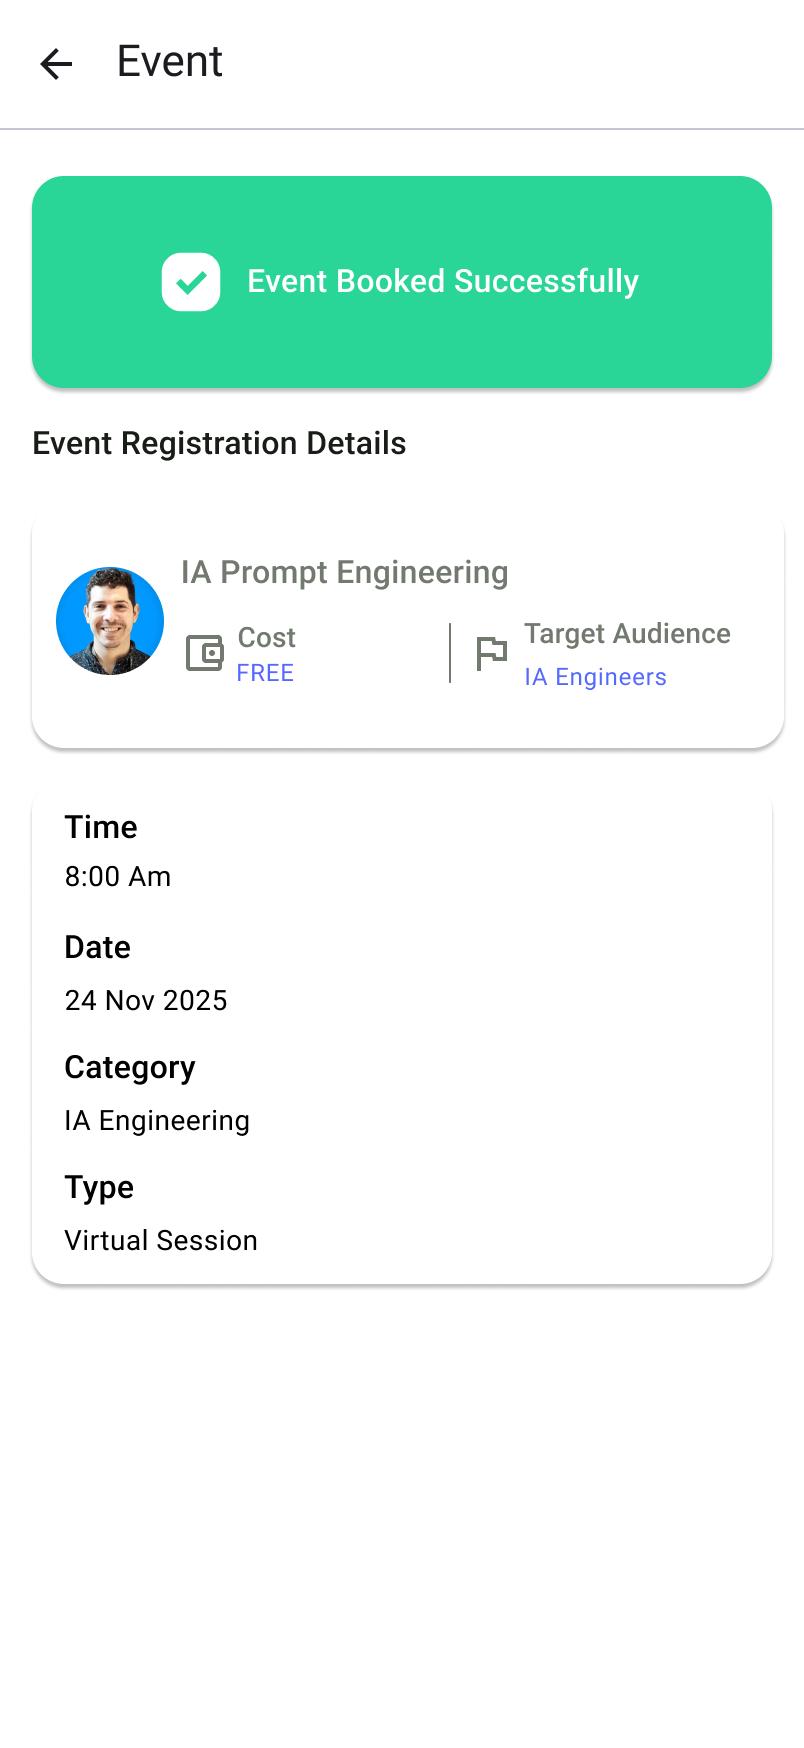 Event
Event Booked Successfully
Event Registration Details
IA Prompt Engineering
Cost
FREE
Target Audience
IA Engineers
Time
8:00 Am
Date
24 Nov 2025
Category
IA Engineering
Type
Virtual Session